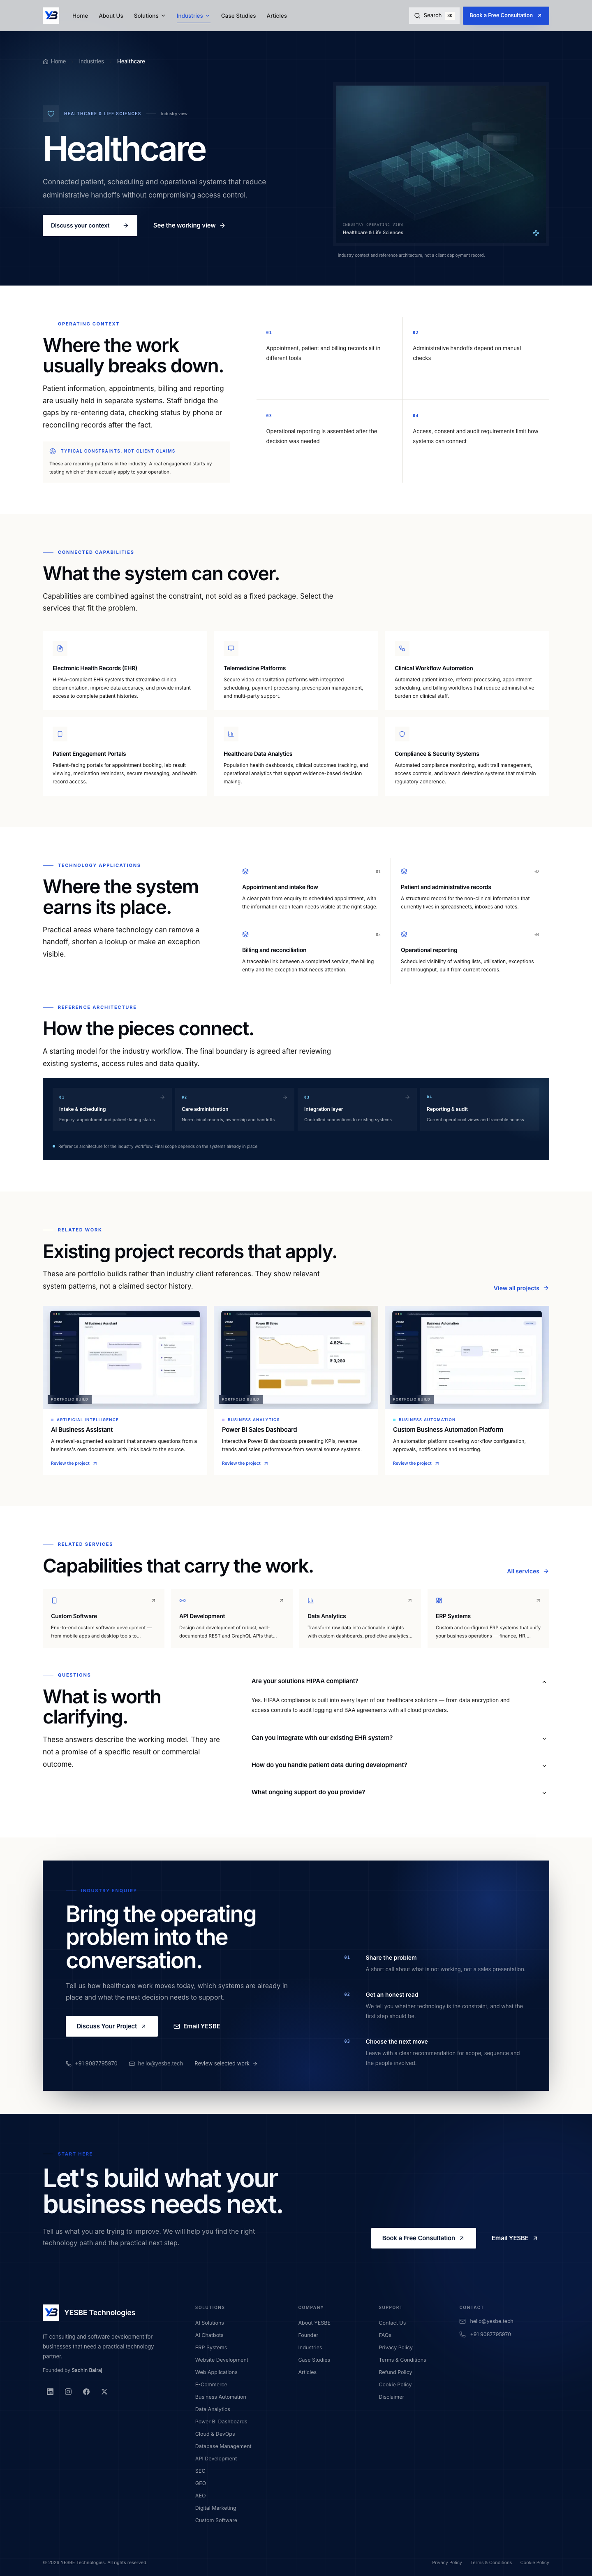 YB
Home
About Us
Solutions
Industries
Case Studies
Articles
Search
Book a Free Consultation
Home
Industries
Healthcare
HEALTHCARE & LIFE SCIENCES
Industry view
Healthcare
Connected patient, scheduling and operational systems that reduce
administrative handoffs without compromising access control.
Discuss your context
See the working view
INDUSTRY OPERATING VIEW
Healthcare & Life Sciences
Industry context and reference architecture, not a client deployment record.
OPERATING CONTEXT
Where the work
usually breaks down.
Patient information, appointments, billing and reporting
are usually held in separate systems. Staff bridge the
gaps by re-entering data, checking status by phone or
reconciling records after the fact.
TYPICAL CONSTRAINTS, NOT CLIENT CLAIMS
These are recurring patterns in the industry. A real engagement starts by
testing which of them actually apply to your operation.
01
Appointment, patient and billing records sit in
different tools
02
Administrative handoffs depend on manual
checks
03
Operational reporting is assembled after the
decision was needed
04
Access, consent and audit requirements limit how
systems can connect
CONNECTED CAPABILITIES
What the system can cover.
Capabilities are combined against the constraint, not sold as a fixed package. Select the
services that fit the problem.
Electronic Health Records (EHR)
HIPAA-compliant EHR systems that streamline clinical
documentation, improve data accuracy, and provide instant
access to complete patient histories.
Telemedicine Platforms
Secure video consultation platforms with integrated
scheduling, payment processing, prescription management,
and multi-party support.
Clinical Workflow Automation
Automated patient intake, referral processing, appointment
scheduling, and billing workflows that reduce administrative
burden on clinical staff.
Patient Engagement Portals
Patient-facing portals for appointment booking, lab result
viewing, medication reminders, secure messaging, and health
record access.
Healthcare Data Analytics
Population health dashboards, clinical outcomes tracking, and
operational analytics that support evidence-based decision
making.
Compliance & Security Systems
Automated compliance monitoring, audit trail management,
access controls, and breach detection systems that maintain
regulatory adherence.
TECHNOLOGY APPLICATIONS
Where the system
earns its place.
Practical areas where technology can remove a
handoff, shorten a lookup or make an exception
visible.
01
Appointment and intake flow
A clear path from enquiry to scheduled appointment, with
the information each team needs visible at the right stage.
02
Patient and administrative records
A structured record for the non-clinical information that
currently lives in spreadsheets, inboxes and notes.
03
Billing and reconciliation
A traceable link between a completed service, the billing
entry and the exception that needs attention.
04
Operational reporting
Scheduled visibility of waiting lists, utilisation, exceptions
and throughput, built from current records.
REFERENCE ARCHITECTURE
How the pieces connect.
A starting model for the industry workflow. The final boundary is agreed after reviewing
existing systems, access rules and data quality.
01
Intake & scheduling
Enquiry, appointment and patient-facing status
02
Care administration
Non-clinical records, ownership and handoffs
03
Integration layer
Controlled connections to existing systems
04
Reporting & audit
Current operational views and traceable access
Reference architecture for the industry workflow. Final scope depends on the systems already in place.
RELATED WORK
Existing project records that apply.
These are portfolio builds rather than industry client references. They show relevant
system patterns, not a claimed sector history.
View all projects
AI Business Assistant
PORTFOLIO BUILD
ARTIFICIAL INTELLIGENCE
AI Business Assistant
A retrieval-augmented assistant that answers questions from a
business's own documents, with links back to the source.
Review the project
Power BI Sales
4.82%
₹ 3,260
PORTFOLIO BUILD
BUSINESS ANALYTICS
Power BI Sales Dashboard
Interactive Power BI dashboards presenting KPIs, revenue
trends and sales performance from several source systems.
Review the project
Business Automation
PORTFOLIO BUILD
BUSINESS AUTOMATION
Custom Business Automation Platform
An automation platform covering workflow configuration,
approvals, notifications and reporting.
Review the project
RELATED SERVICES
Capabilities that carry the work.
All services
Custom Software
End-to-end custom software development —
from mobile apps and desktop tools to...
API Development
Design and development of robust, well-
documented REST and GraphQL APIs that...
Data Analytics
Transform raw data into actionable insights
with custom dashboards, predictive analytics...
ERP Systems
Custom and configured ERP systems that unify
your business operations — finance, HR,...
QUESTIONS
What is worth
clarifying.
These answers describe the working model. They are
not a promise of a specific result or commercial
outcome.
Are your solutions HIPAA compliant?
Yes. HIPAA compliance is built into every layer of our healthcare solutions — from data encryption and
access controls to audit logging and BAA agreements with all cloud providers.
Can you integrate with our existing EHR system?
How do you handle patient data during development?
What ongoing support do you provide?
INDUSTRY ENQUIRY
Bring the operating
problem into the
conversation.
Tell us how healthcare work moves today, which systems are already in
place and what the next decision needs to support.
Discuss Your Project
Email YESBE
+91 9087795970
hello@yesbe.tech
Review selected work
01
Share the problem
A short call about what is not working, not a sales presentation.
02
Get an honest read
We tell you whether technology is the constraint, and what the
first step should be.
03
Choose the next move
Leave with a clear recommendation for scope, sequence and
the people involved.
START HERE
Let's build what your
business needs next.
Tell us what you are trying to improve. We will help you find the right
technology path and the practical next step.
Book a Free Consultation
Email YESBE
YB YESBE Technologies
IT consulting and software development for
businesses that need a practical technology
partner.
Founded by Sachin Balraj
SOLUTIONS
AI Solutions
AI Chatbots
ERP Systems
Website Development
Web Applications
E-Commerce
Business Automation
Data Analytics
Power BI Dashboards
Cloud & DevOps
Database Management
API Development
SEO
GEO
AEO
Digital Marketing
Custom Software
COMPANY
About YESBE
Founder
Industries
Case Studies
Articles
SUPPORT
Contact Us
FAQs
Privacy Policy
Terms & Conditions
Refund Policy
Cookie Policy
Disclaimer
CONTACT
hello@yesbe.tech
+91 9087795970
© 2026 YESBE Technologies. All rights reserved.
Privacy Policy
Terms & Conditions
Cookie Policy